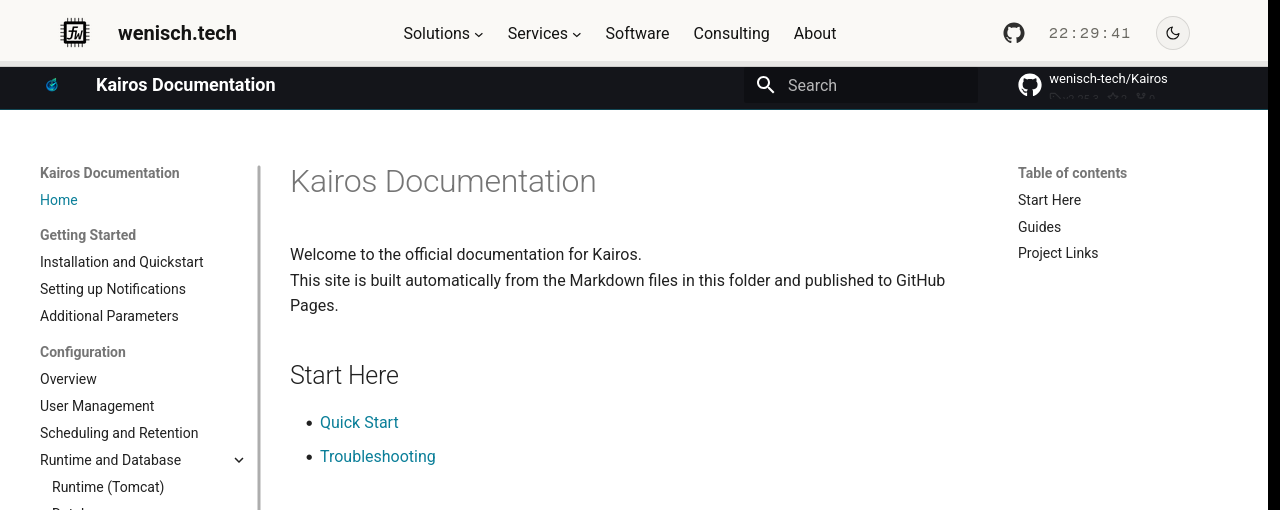 wenisch.tech
Solutions
Services
Software
Consulting
About
22:29:41
Kairos Documentation
Search
wenisch-tech/Kairos
Kairos Documentation
Home
Getting Started
Installation and Quickstart
Setting up Notifications
Additional Parameters
Configuration
Overview
User Management
Scheduling and Retention
Runtime and Database
Runtime (Tomcat)
Kairos Documentation
Welcome to the official documentation for Kairos.
This site is built automatically from the Markdown files in this folder and published to GitHub
Pages.
Start Here
Quick Start
Troubleshooting
Table of contents
Start Here
Guides
Project Links